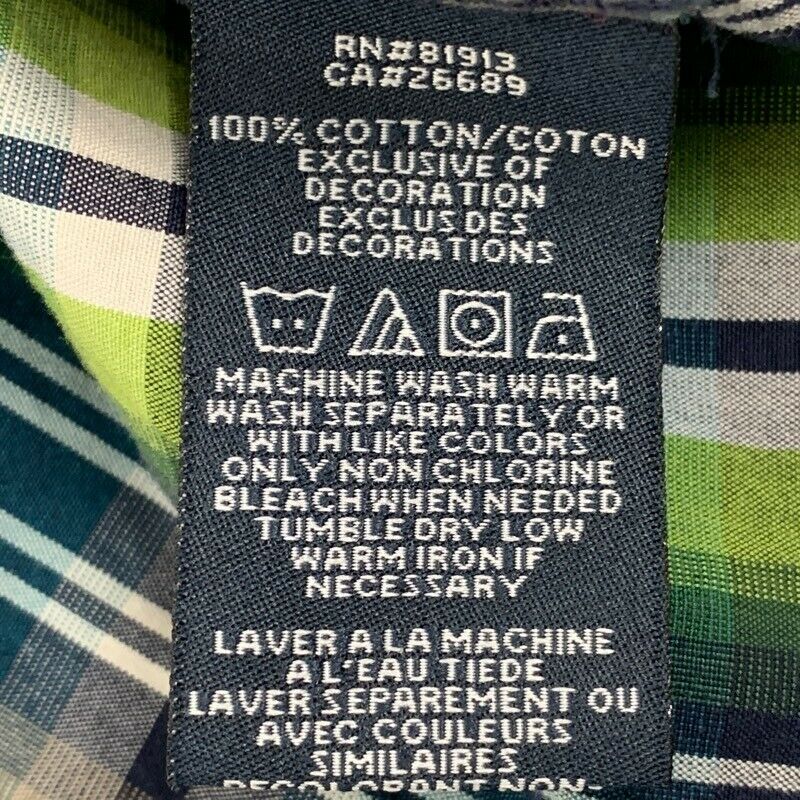 RN#81913
CA#26689
100% COTTON/COTON
EXCLUSIVE OF
DECORATION
EXCLUS DES
DECORATIONS
MACHINE WASH WARM
WASH SEPARATELY OR
WITH LIKE COLORS
ONLY NON CHLORINE
BLEACH WHEN NEEDED
TUMBLE DRY LOW
WARM IRON IF
NECESSARY
LAVER A LA MACHINE
A L'EAU TIEDE
LAVER SEPAREMENT OU
AVEC COULEURS
SIMILAIRES
DECOLORANT NON-